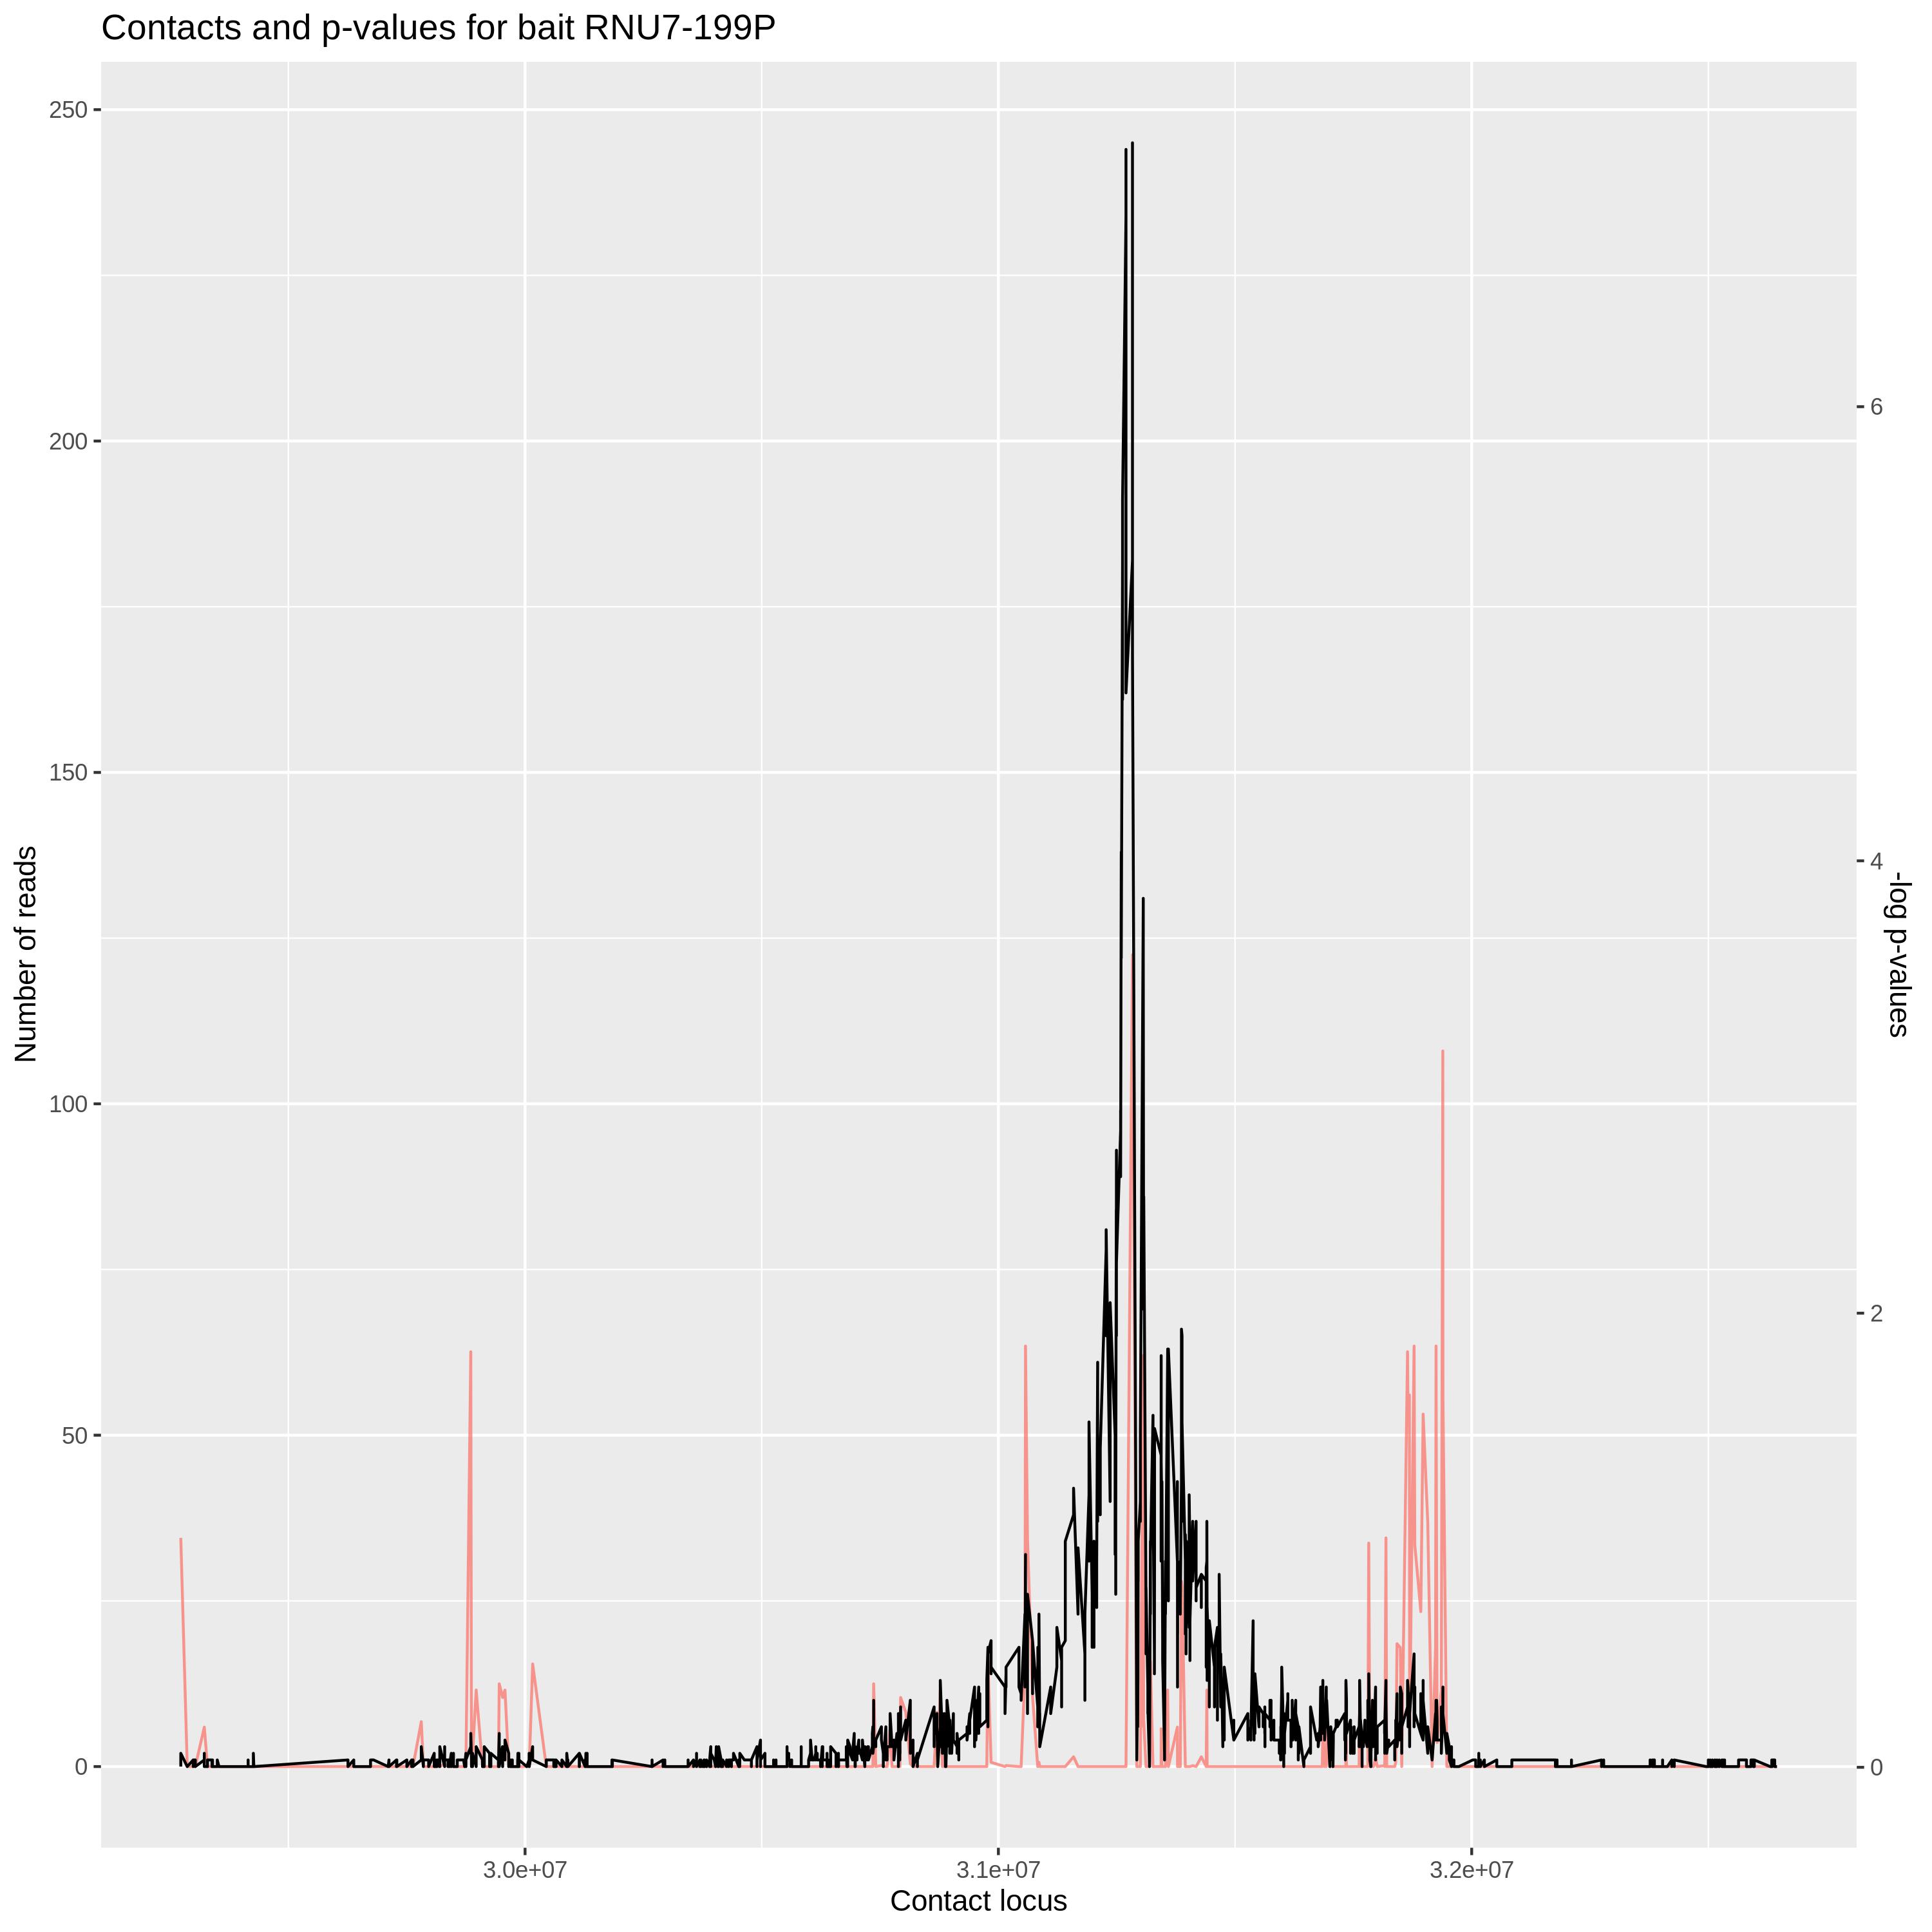 Contacts and p-values for bait RNU7-199P
250
200
150
100
50
0
6
4
2
0
Number of reads
-log p-values
3.0e+07
3.1e+07
3.2e+07
Contact locus